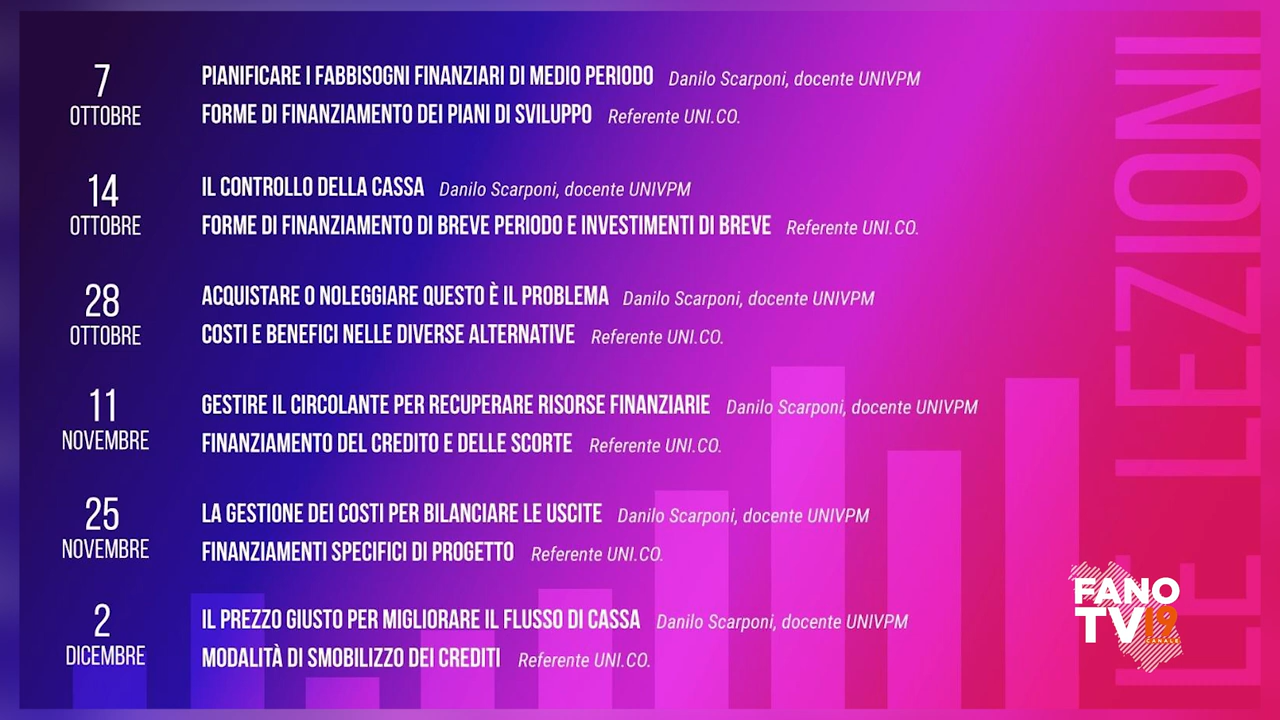 7
OTTOBRE
PIANIFICARE I FABBISOGNI FINANZIARI DI MEDIO PERIODO Danilo Scarponi, docente UNIVPM
FORME DI FINANZIAMENTO DEI PIANI DI SVILUPPO Referente UNI.CO.
14
OTTOBRE
IL CONTROLLO DELLA CASSA Danilo Scarponi, docente UNIVPM
FORME DI FINANZIAMENTO DI BREVE PERIODO E INVESTIMENTI DI BREVE Referente UNI.CO.
28
OTTOBRE
ACQUISTARE O NOLEGGIARE QUESTO È IL PROBLEMA Danilo Scarponi, docente UNIVPM
COSTI E BENEFICI NELLE DIVERSE ALTERNATIVE Referente UNI.CO.
11
NOVEMBRE
GESTIRE IL CIRCOLANTE PER RECUPERARE RISORSE FINANZIARIE Danilo Scarponi, docente UNIVPM
FINANZIAMENTO DEL CREDITO E DELLE SCORTE Referente UNI.CO.
25
NOVEMBRE
LA GESTIONE DEI COSTI PER BILANCIARE LE USCITE Danilo Scarponi, docente UNIVPM
FINANZIAMENTI SPECIFICI DI PROGETTO Referente UNI.CO.
2
DICEMBRE
IL PREZZO GIUSTO PER MIGLIORARE IL FLUSSO DI CASSA Danilo Scarponi, docente UNIVPM
MODALITÀ DI SMOBILIZZO DEI CREDITI Referente UNI.CO.
LE LEZIONI
FANO
TV 19
CANALE